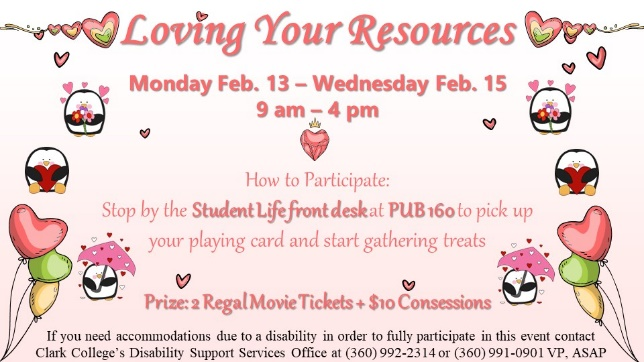 Loving Your Resources
Monday Feb. 13 – Wednesday Feb. 15
9 am – 4 pm
How to Participate:
Stop by the Student Life front desk at PUB 160 to pick up
your playing card and start gathering treats
Prize: 2 Regal Movie Tickets + $10 Consessions
If you need accommodations due to a disability in order to fully participate in this event contact
Clark College's Disability Support Services Office at (360) 992-2314 or (360) 991-0901 VP, ASAP